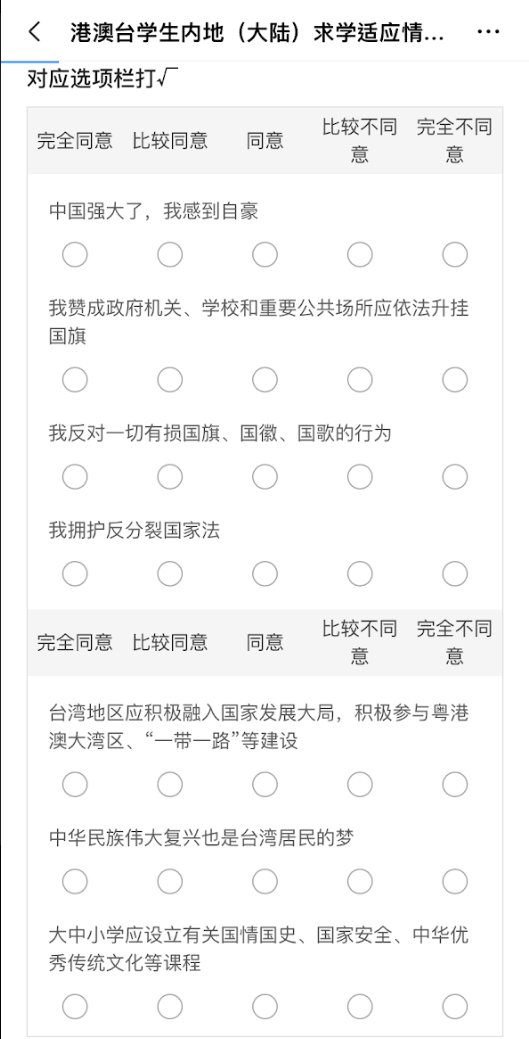 港澳台学生内地（大陆）求学适应情...
对应选项栏打√
完全同意 比较同意 同意 比较不同意 完全不同意
中国强大了，我感到自豪
我赞成政府机关、学校和重要公共场所应依法升挂
国旗
我反对一切有损国旗、国徽、国歌的行为
我拥护反分裂国家法
完全同意 比较同意 同意 比较不同意 完全不同意
台湾地区应积极融入国家发展大局，积极参与粤港
澳大湾区、“一带一路”等建设
中华民族伟大复兴也是台湾居民的梦
大中小学应设立有关国情国史、国家安全、中华优
秀传统文化等课程